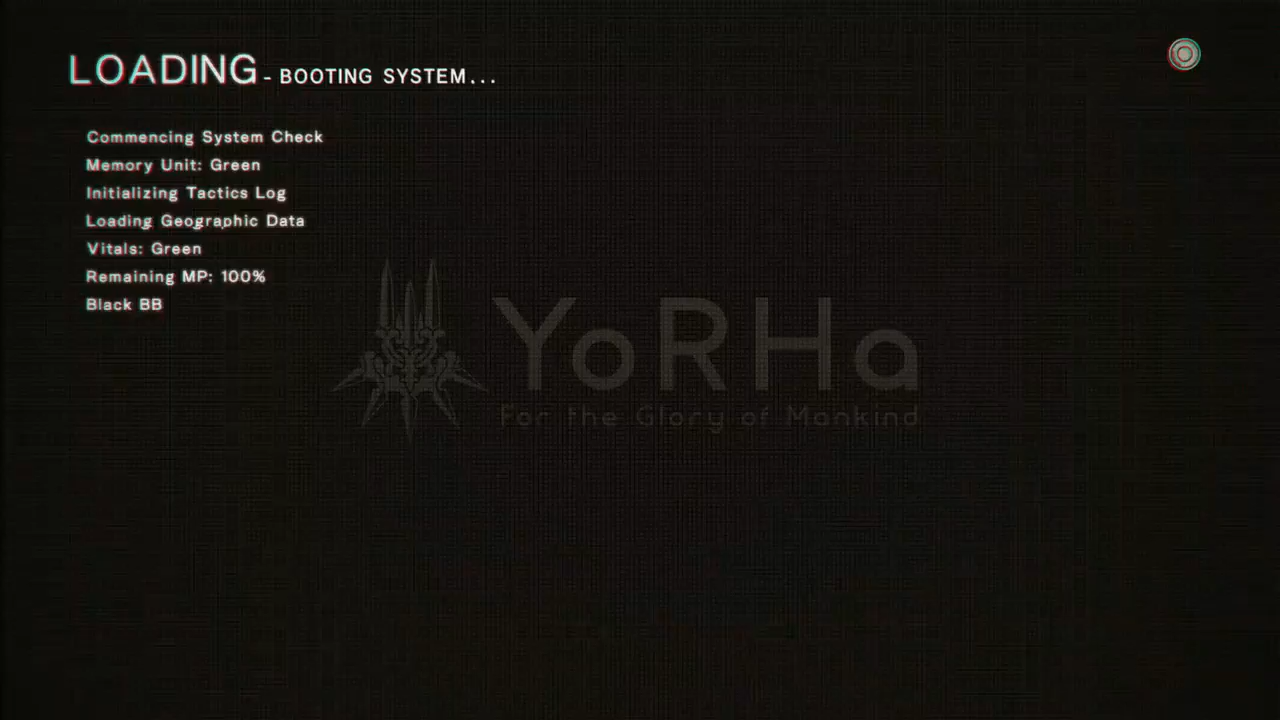 LOADING - BOOTING SYSTEM...
Commencing System Check
Memory Unit: Green
Initializing Tactics Log
Loading Geographic Data
Vitals: Green
Remaining MP: 100%
Black BB
YoRHa
For the Glory of Mankind